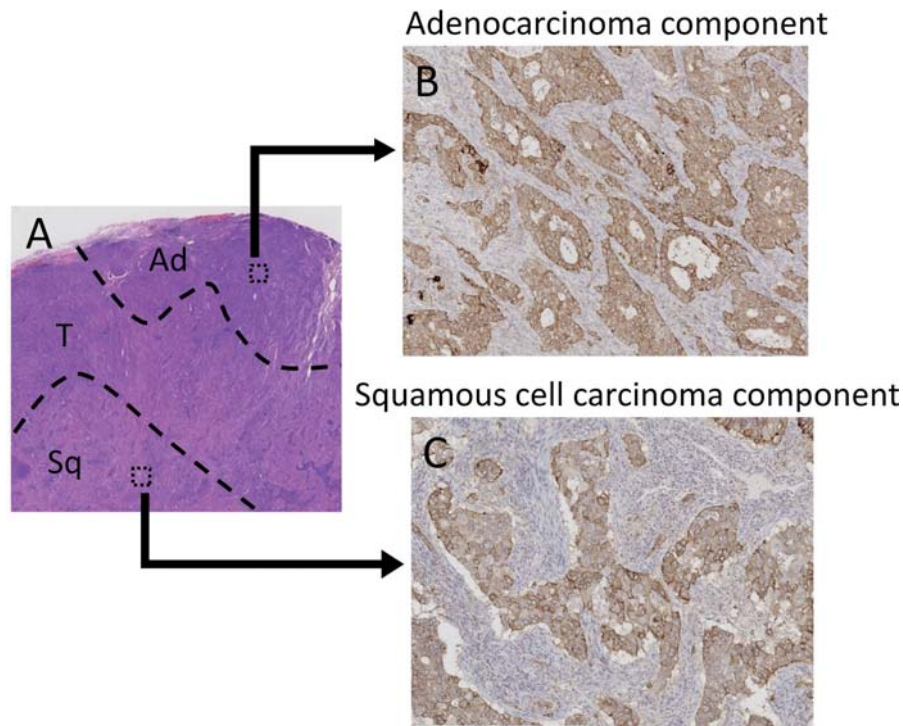 Adenocarcinoma component
B
A
Ad
T
Sq
Squamous cell carcinoma component
C